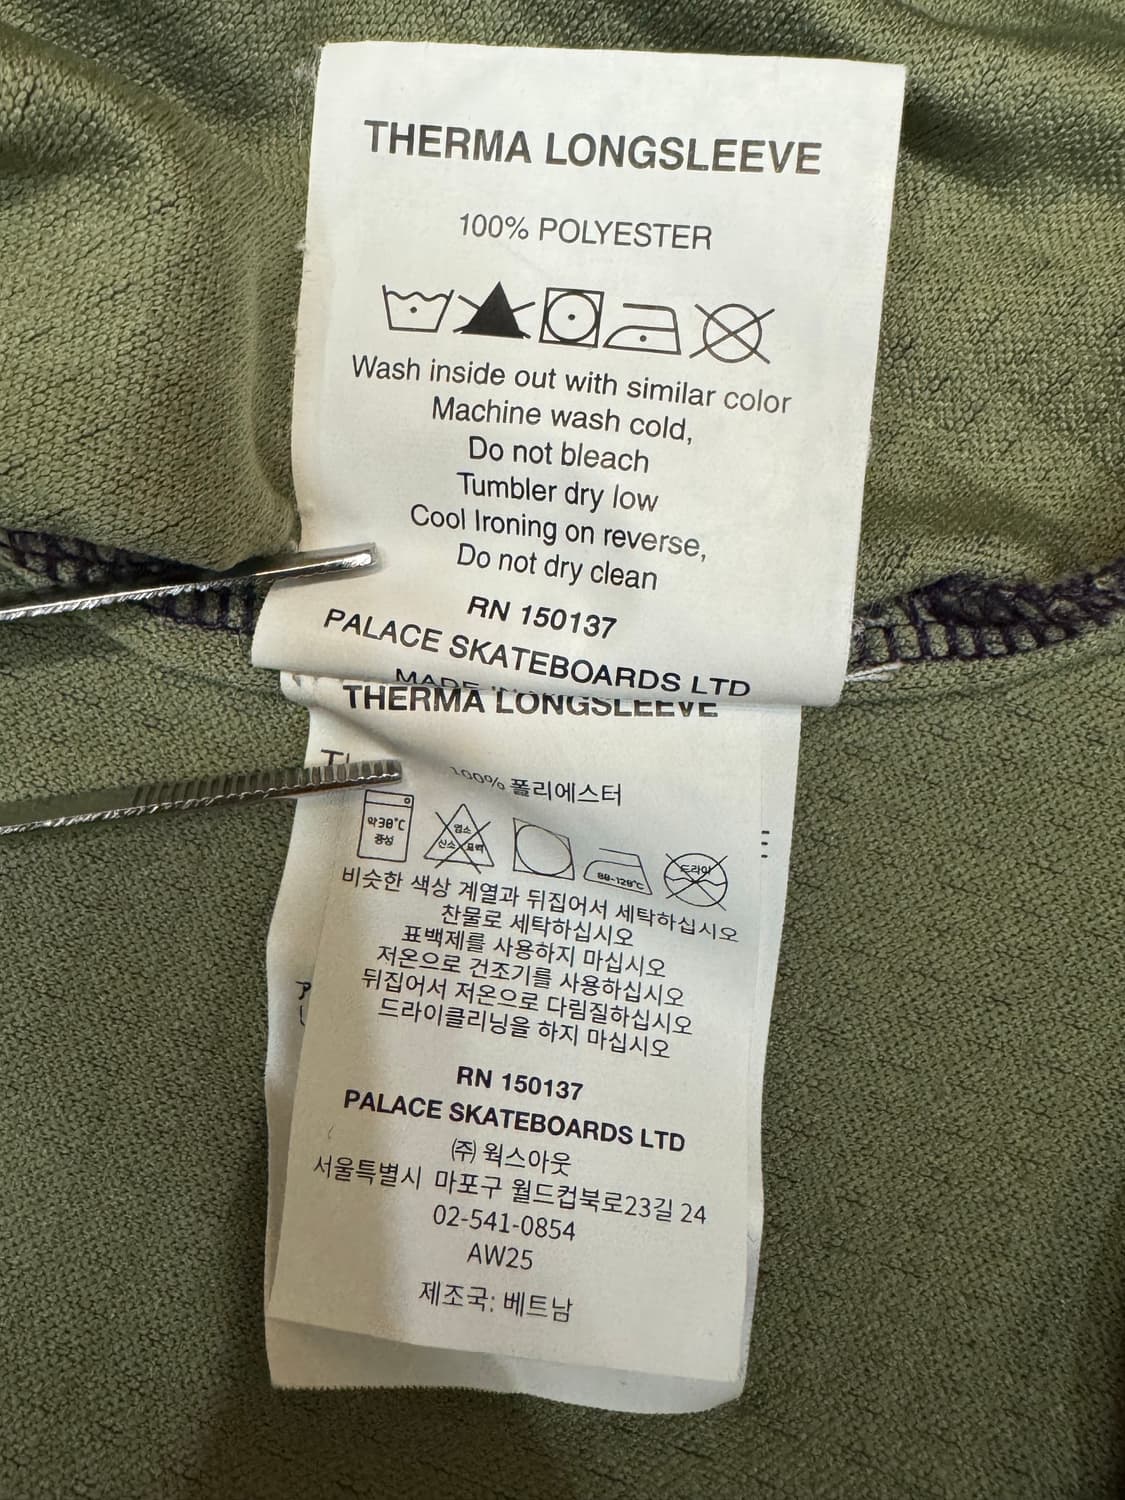 THERMA LONGSLEEVE
100% POLYESTER
Wash inside out with similar color
Machine wash cold,
Do not bleach
Tumbler dry low
Cool Ironing on reverse,
Do not dry clean
RN 150137
PALACE SKATEBOARDS LTD
MADE
THERMA LONGSLEEVE
100% 폴리에스터
약30°C
중성
염소
산소 표백
80-120°C
드라이
비슷한 색상 계열과 뒤집어서 세탁하십시오
찬물로 세탁하십시오
표백제를 사용하지 마십시오
저온으로 건조기를 사용하십시오
뒤집어서 저온으로 다림질하십시오
드라이클리닝을 하지 마십시오
RN 150137
PALACE SKATEBOARDS LTD
㈜ 웍스아웃
서울특별시 마포구 월드컵북로23길 24
02-541-0854
AW25
제조국: 베트남